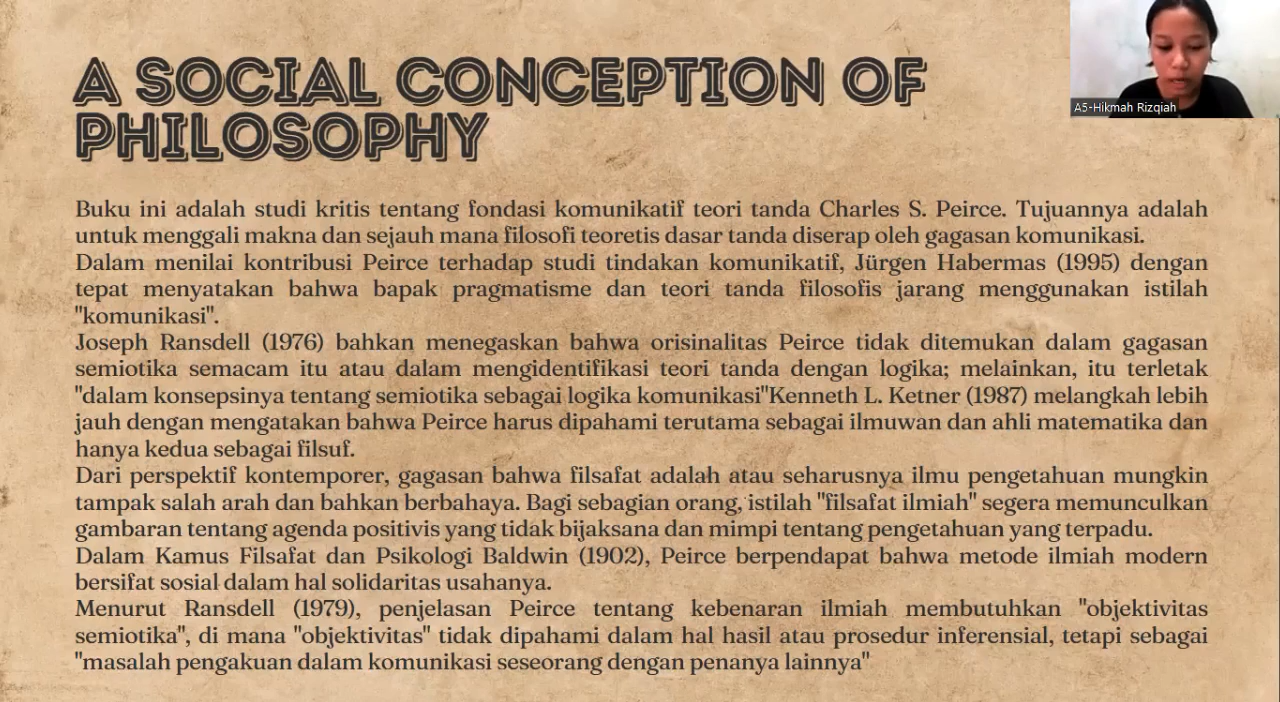 A SOCIAL CONCEPTION OF
PHILOSOPHY
A5-Hikmah Rizqiah
Buku ini adalah studi kritis tentang fondasi komunikatif teori tanda Charles S. Peirce. Tujuannya adalah
untuk menggali makna dan sejauh mana filosofi teoretis dasar tanda diserap oleh gagasan komunikasi.
Dalam menilai kontribusi Peirce terhadap studi tindakan komunikatif, Jürgen Habermas (1995) dengan
tepat menyatakan bahwa bapak pragmatisme dan teori tanda filosofis jarang menggunakan istilah
"komunikasi".
Joseph Ransdell (1976) bahkan menegaskan bahwa orisinalitas Peirce tidak ditemukan dalam gagasan
semiotika semacam itu atau dalam mengidentifikasi teori tanda dengan logika; melainkan, itu terletak
"dalam konsepsinya tentang semiotika sebagai logika komunikasi"Kenneth L. Ketner (1987) melangkah lebih
jauh dengan mengatakan bahwa Peirce harus dipahami terutama sebagai ilmuwan dan ahli matematika dan
hanya kedua sebagai filsuf.
Dari perspektif kontemporer, gagasan bahwa filsafat adalah atau seharusnya ilmu pengetahuan mungkin
tampak salah arah dan bahkan berbahaya. Bagi sebagian orang, istilah "filsafat ilmiah" segera memunculkan
gambaran tentang agenda positivis yang tidak bijaksana dan mimpi tentang pengetahuan yang terpadu.
Dalam Kamus Filsafat dan Psikologi Baldwin (1902), Peirce berpendapat bahwa metode ilmiah modern
bersifat sosial dalam hal solidaritas usahanya.
Menurut Ransdell (1979), penjelasan Peirce tentang kebenaran ilmiah membutuhkan "objektivitas
semiotika", di mana "objektivitas" tidak dipahami dalam hal hasil atau prosedur inferensial, tetapi sebagai
"masalah pengakuan dalam komunikasi seseorang dengan penanya lainnya"